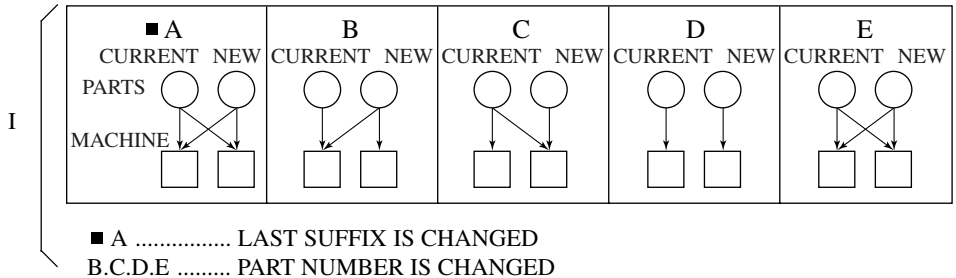 ■ A B C D E
CURRENT NEW CURRENT NEW CURRENT NEW CURRENT NEW CURRENT NEW
PARTS
I
MACHINE
■ A ................ LAST SUFFIX IS CHANGED
B.C.D.E ......... PART NUMBER IS CHANGED